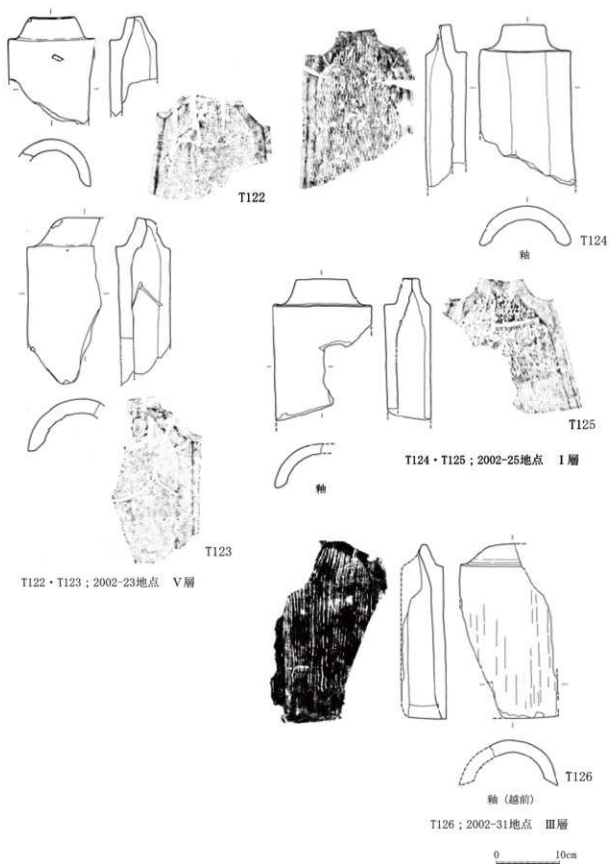 T122
T124
釉
T123
T122・T123；2002-23地点　Ⅴ層
T125
釉
T124・T125；2002-25地点　Ⅰ層
T126
釉（越前）
T126；2002-31地点　Ⅲ層
0　10cm